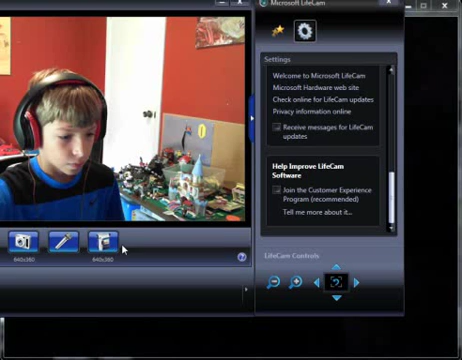 Microsoft LifeCam
Settings
Welcome to Microsoft LifeCam
Microsoft Hardware web site
Check online for LifeCam updates
Privacy information online
Receive messages for LifeCam
updates
Help Improve LifeCam
Software
Join the Customer Experience
Program (recommended)
Tell me more about it...
640x360
640x360
LifeCam Controls